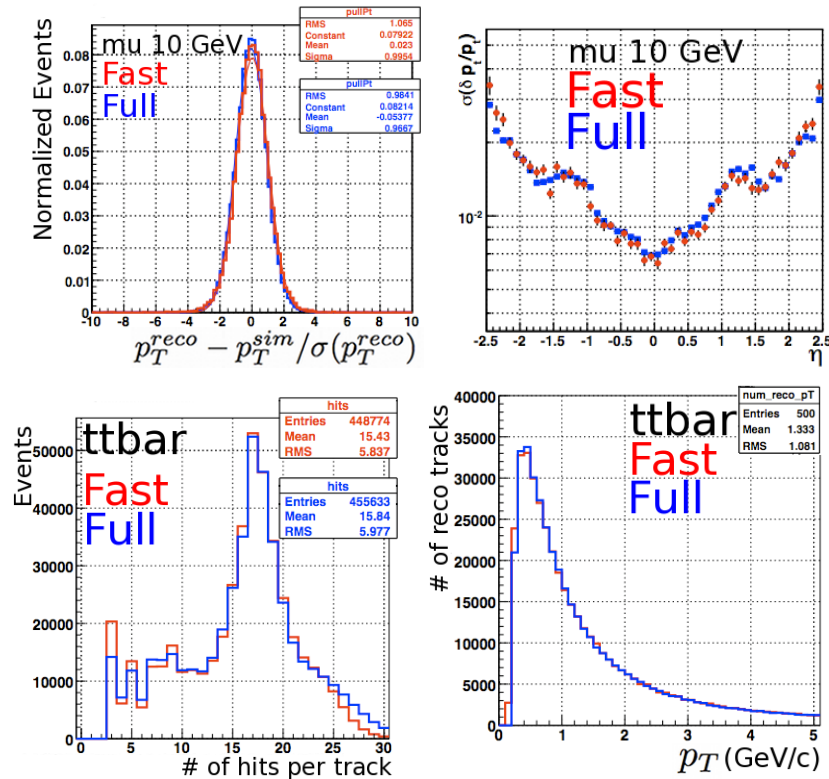 pullPt
RMS 1.065
Constant 0.07922
Mean 0.023
Sigma 0.9954
pullPt
RMS 0.9841
Constant 0.08214
Mean -0.05377
Sigma 0.9667
mu 10 GeV
Fast
Full
Normalized Events
0.08
0.07
0.06
0.05
0.04
0.03
0.02
0.01
0
-10 -8 -6 -4 -2 0 2 4 6 8 10
p_T^{reco} - p_T^{sim}/σ(p_T^{reco})
mu 10 GeV
Fast
Full
σ(δ p_t/p_t)
10^{-2}
-2.5 -2 -1.5 -1 -0.5 0 0.5 1 1.5 2 2.5
η
hits
Entries 448774
Mean 15.43
RMS 5.837
hits
Entries 455633
Mean 15.84
RMS 5.977
ttbar
Fast
Full
Events
50000
40000
30000
20000
10000
0
0 5 10 15 20 25 30
# of hits per track
num_reco_pT
Entries 500
Mean 1.333
RMS 1.081
ttbar
Fast
Full
# of reco tracks
40000
35000
30000
25000
20000
15000
10000
5000
0
0 1 2 3 4 5
p_T (GeV/c)